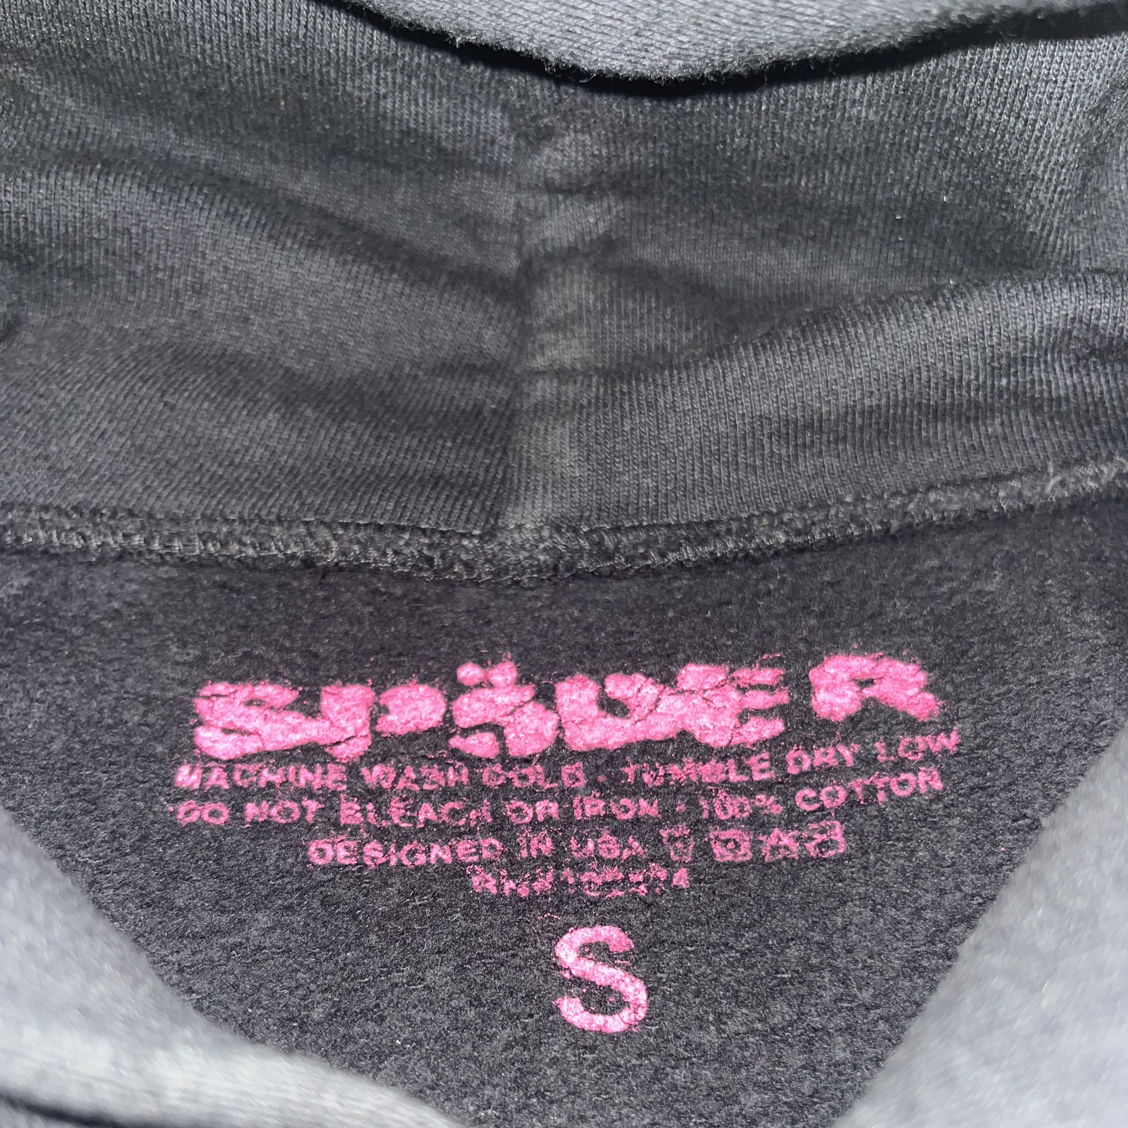 SP5DER
MACHINE WASH COLD · TUMBLE DRY LOW
DO NOT BLEACH OR IRON · 100% COTTON
DESIGNED IN USA
S